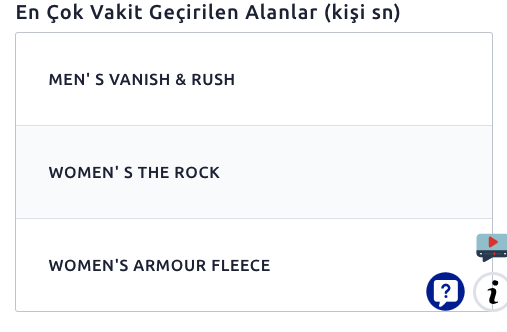 En Çok Vakit Geçirilen Alanlar (kişi sn)
MEN' S VANISH & RUSH
WOMEN' S THE ROCK
WOMEN'S ARMOUR FLEECE
?
i